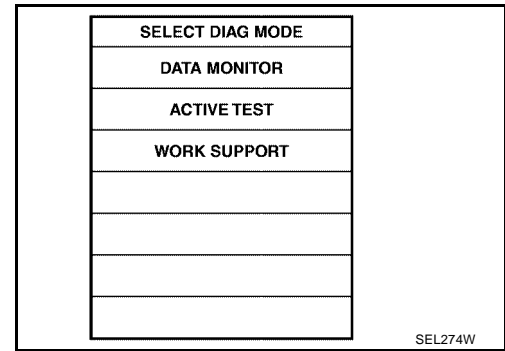 SELECT DIAG MODE
DATA MONITOR
ACTIVE TEST
WORK SUPPORT
SEL274W